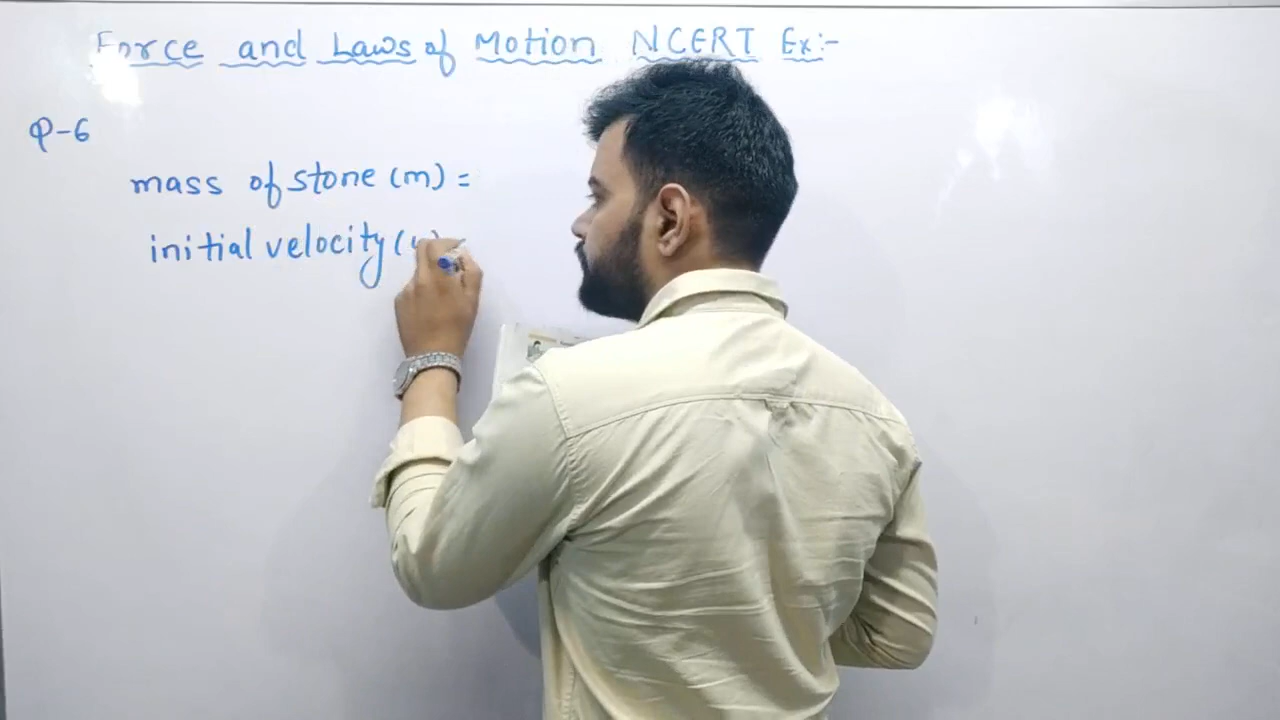 Force and Laws of Motion NCERT Ex:-
Q-6
mass of stone (m) =
initial velocity (u) =